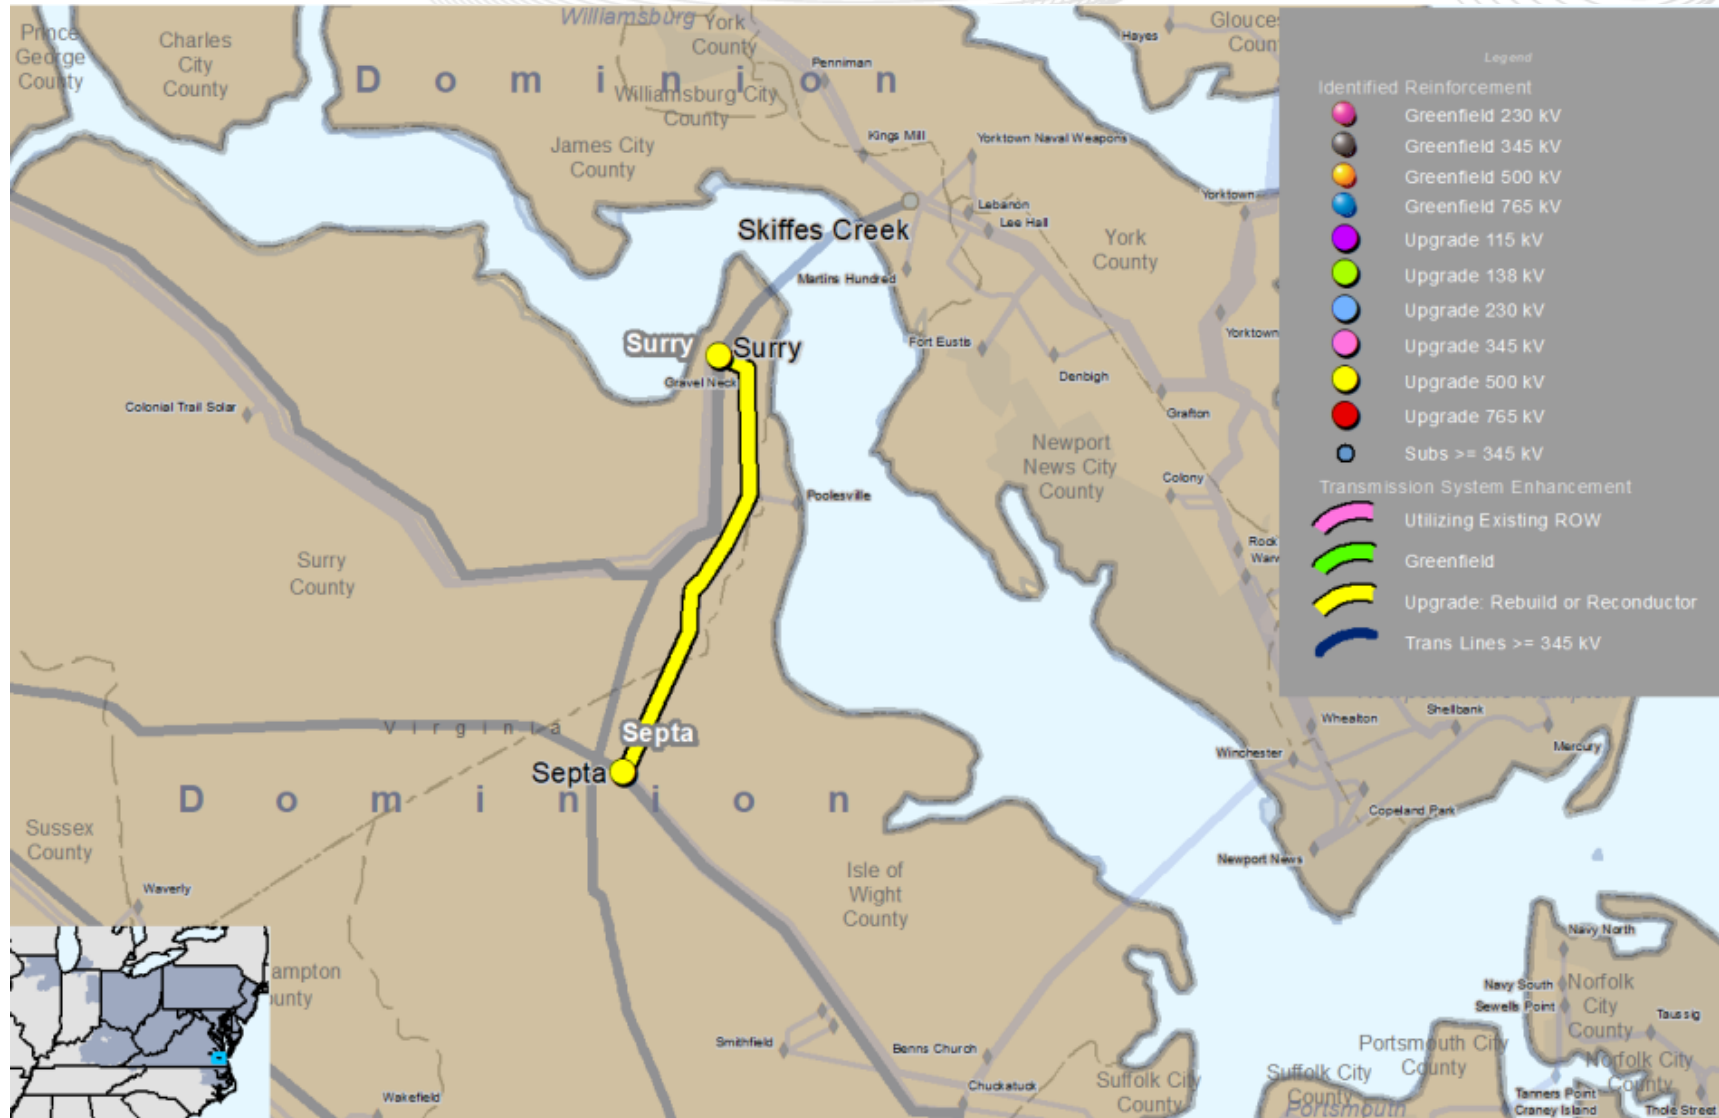 Prince
George
County
Charles
City
County
Williamsburg
York
County
Hayes
Penniman
Dominion
Williamsburg City
County
James City
County
Kings Mill
Yorktown Naval Weapons
Yorktown
Lebanon
Lee Hall
Skiffes Creek
York
County
Martins Hundred
Surry
Surry
Gravel Neck
Fort Eustis
Denbigh
Yorktown
Grafton
Colonial Trail Solar
Newport
News City
County
Colony
Poolesville
Surry
County
Virginia
Septa
Septa
Dominion
Sussex
County
Waverly
Isle of
Wight
County
Whealton
Shellbank
Winchester
Mercury
Copeland Park
Newport News
Navy North
Navy South
Sewells Point
Norfolk
City
County
Taussig
Smithfield
Benns Church
Chuckatuck
Wakefield
Suffolk City
County
Portsmouth City
County
Suffolk City
County
Portsmouth
Norfolk City
County
Tanners Point
Craney Island
Thole Street
Legend
Identified Reinforcement
Greenfield 230 kV
Greenfield 345 kV
Greenfield 500 kV
Greenfield 765 kV
Upgrade 115 kV
Upgrade 138 kV
Upgrade 230 kV
Upgrade 345 kV
Upgrade 500 kV
Upgrade 765 kV
Subs >= 345 kV
Transmission System Enhancement
Utilizing Existing ROW
Greenfield
Upgrade: Rebuild or Reconductor
Trans Lines >= 345 kV